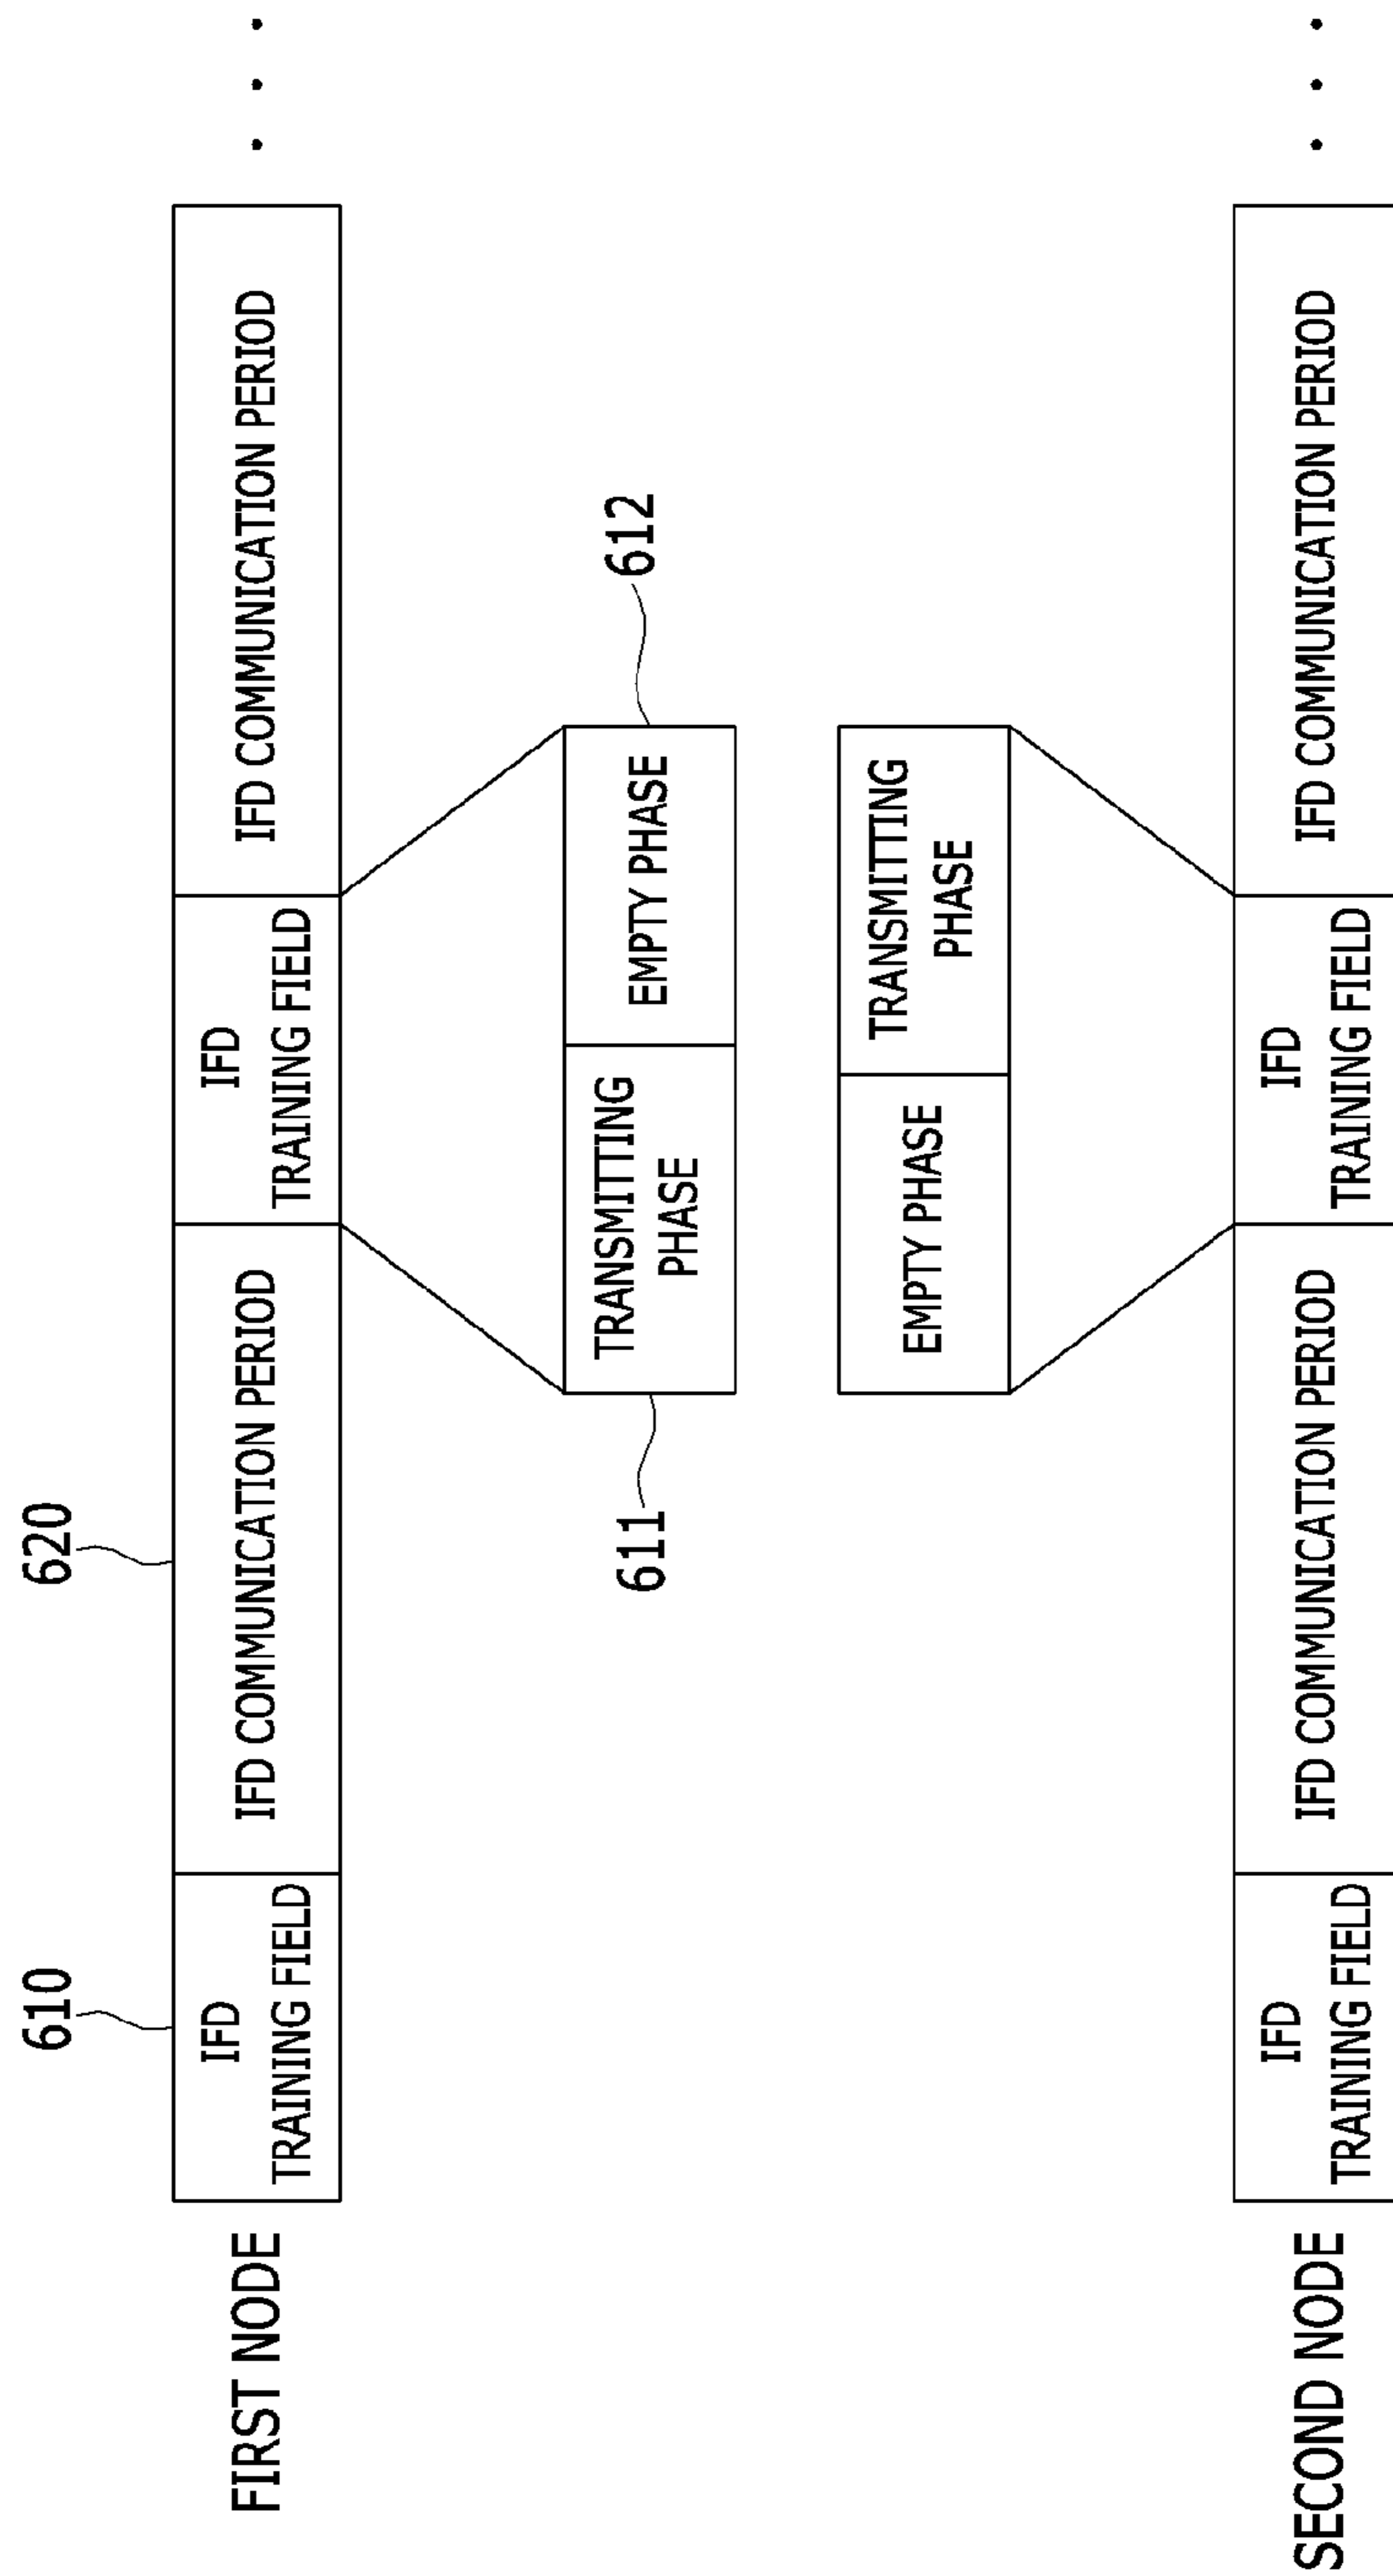 610
620
FIRST NODE
IFD
TRAINING FIELD
IFD COMMUNICATION PERIOD
IFD
TRAINING FIELD
IFD COMMUNICATION PERIOD
611
TRANSMITTING
PHASE
EMPTY PHASE
612
EMPTY PHASE
TRANSMITTING
PHASE
SECOND NODE
IFD
TRAINING FIELD
IFD COMMUNICATION PERIOD
IFD
TRAINING FIELD
IFD COMMUNICATION PERIOD